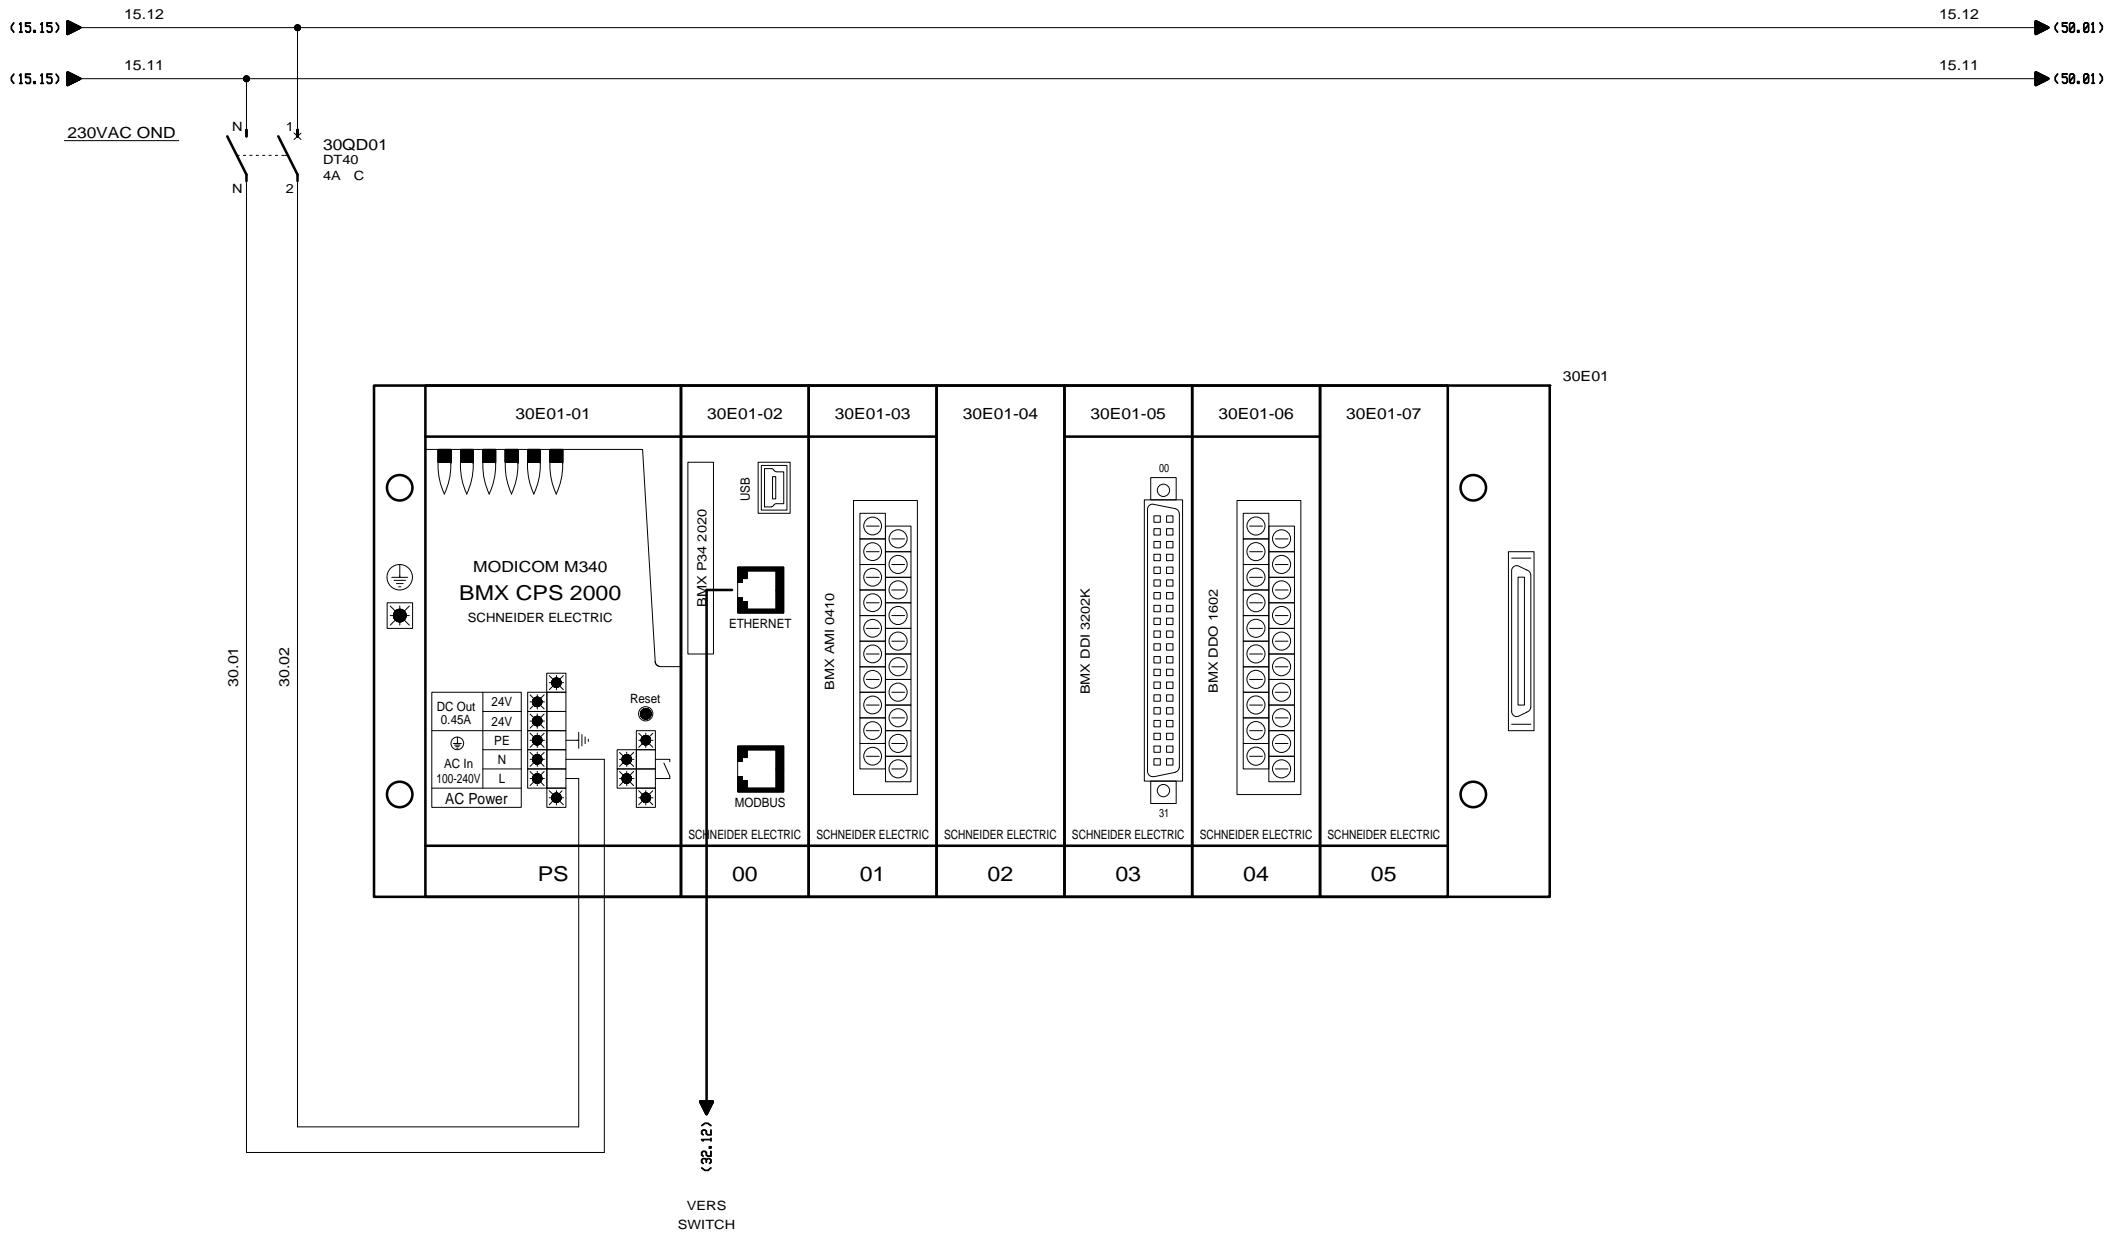 15.12
15.12
(15.15)
(50.01)
15.11
15.11
(15.15)
(50.01)
230VAC OND
N
1
30QD01
DT40
4A C
N
2
30E01
30E01-01
30E01-02
30E01-03
30E01-04
30E01-05
30E01-06
30E01-07
MODICOM M340
BMX CPS 2000
SCHNEIDER ELECTRIC
BMX P34 2020
USB
ETHERNET
MODBUS
BMX AMI 0410
00
BMX DDI 3202K
31
BMX DDO 1602
30.01
30.02
DC Out
0.45A
24V
24V
PE
AC In
100-240V
N
L
AC Power
Reset
SCHNEIDER ELECTRIC
SCHNEIDER ELECTRIC
SCHNEIDER ELECTRIC
SCHNEIDER ELECTRIC
SCHNEIDER ELECTRIC
SCHNEIDER ELECTRIC
PS
00
01
02
03
04
05
(32.12)
VERS
SWITCH